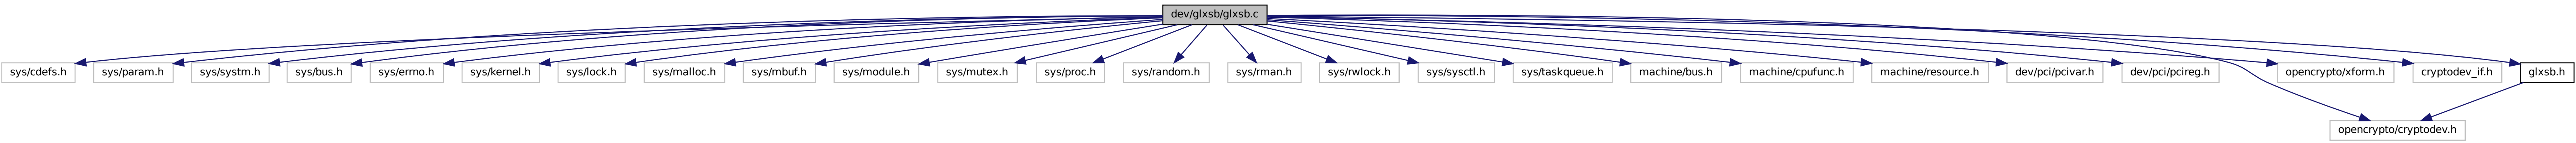 dev/glxsb/glxsb.c
sys/cdefs.h
sys/param.h
sys/systm.h
sys/bus.h
sys/errno.h
sys/kernel.h
sys/lock.h
sys/malloc.h
sys/mbuf.h
sys/module.h
sys/mutex.h
sys/proc.h
sys/random.h
sys/rman.h
sys/rwlock.h
sys/sysctl.h
sys/taskqueue.h
machine/bus.h
machine/cpufunc.h
machine/resource.h
dev/pci/pcivar.h
dev/pci/pcireg.h
opencrypto/xform.h
cryptodev_if.h
glxsb.h
opencrypto/cryptodev.h